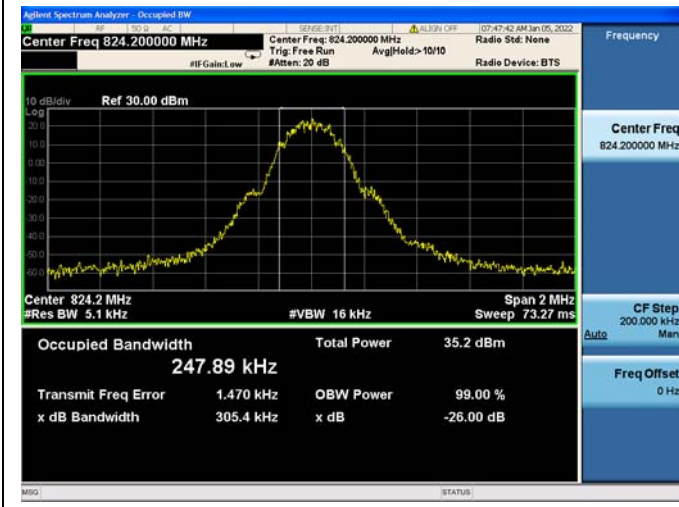 Agilent Spectrum Analyzer - Occupied BW
RF 50 Ω AC SENSE:INT ALIGN OFF 07:47:42 AM Jan 05, 2022
Center Freq 824.200000 MHz Center Freq: 824.200000 MHz Radio Std: None
Trig: Free Run Avg|Hold:>10/10
#IFGain:Low #Atten: 20 dB Radio Device: BTS
Frequency
10 dB/div Ref 30.00 dBm
Log
20.0
10.0
0.00
10.0
20.0
30.0
40.0
50.0
60.0
Center 824.2 MHz Span 2 MHz
#Res BW 5.1 kHz #VBW 16 kHz Sweep 73.27 ms
Occupied Bandwidth Total Power 35.2 dBm
247.89 kHz
Transmit Freq Error 1.470 kHz OBW Power 99.00 %
x dB Bandwidth 305.4 kHz x dB -26.00 dB
Center Freq
824.200000 MHz
CF Step
200.000 kHz
Auto Man
Freq Offset
0 Hz
MSG STATUS